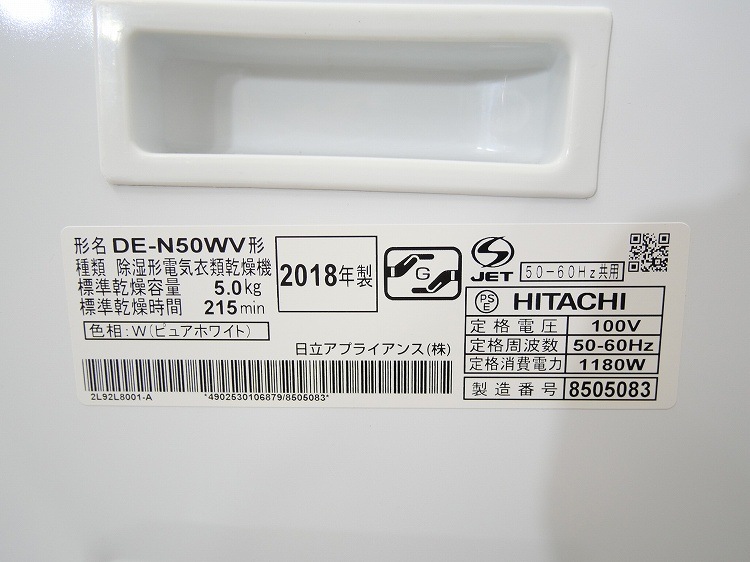 形名 DE-N50WV形
種類 除湿形電気衣類乾燥機
標準乾燥容量 5.0kg
標準乾燥時間 215min
色相:W(ピュアホワイト)
2018年製
G
S
JET
50-60Hz共用
PS
E
HITACHI
定格電圧 100V
定格周波数 50-60Hz
定格消費電力 1180W
製造番号 8505083
日立アプライアンス(株)
2L92L8001-A
*4902530106879/8505083*